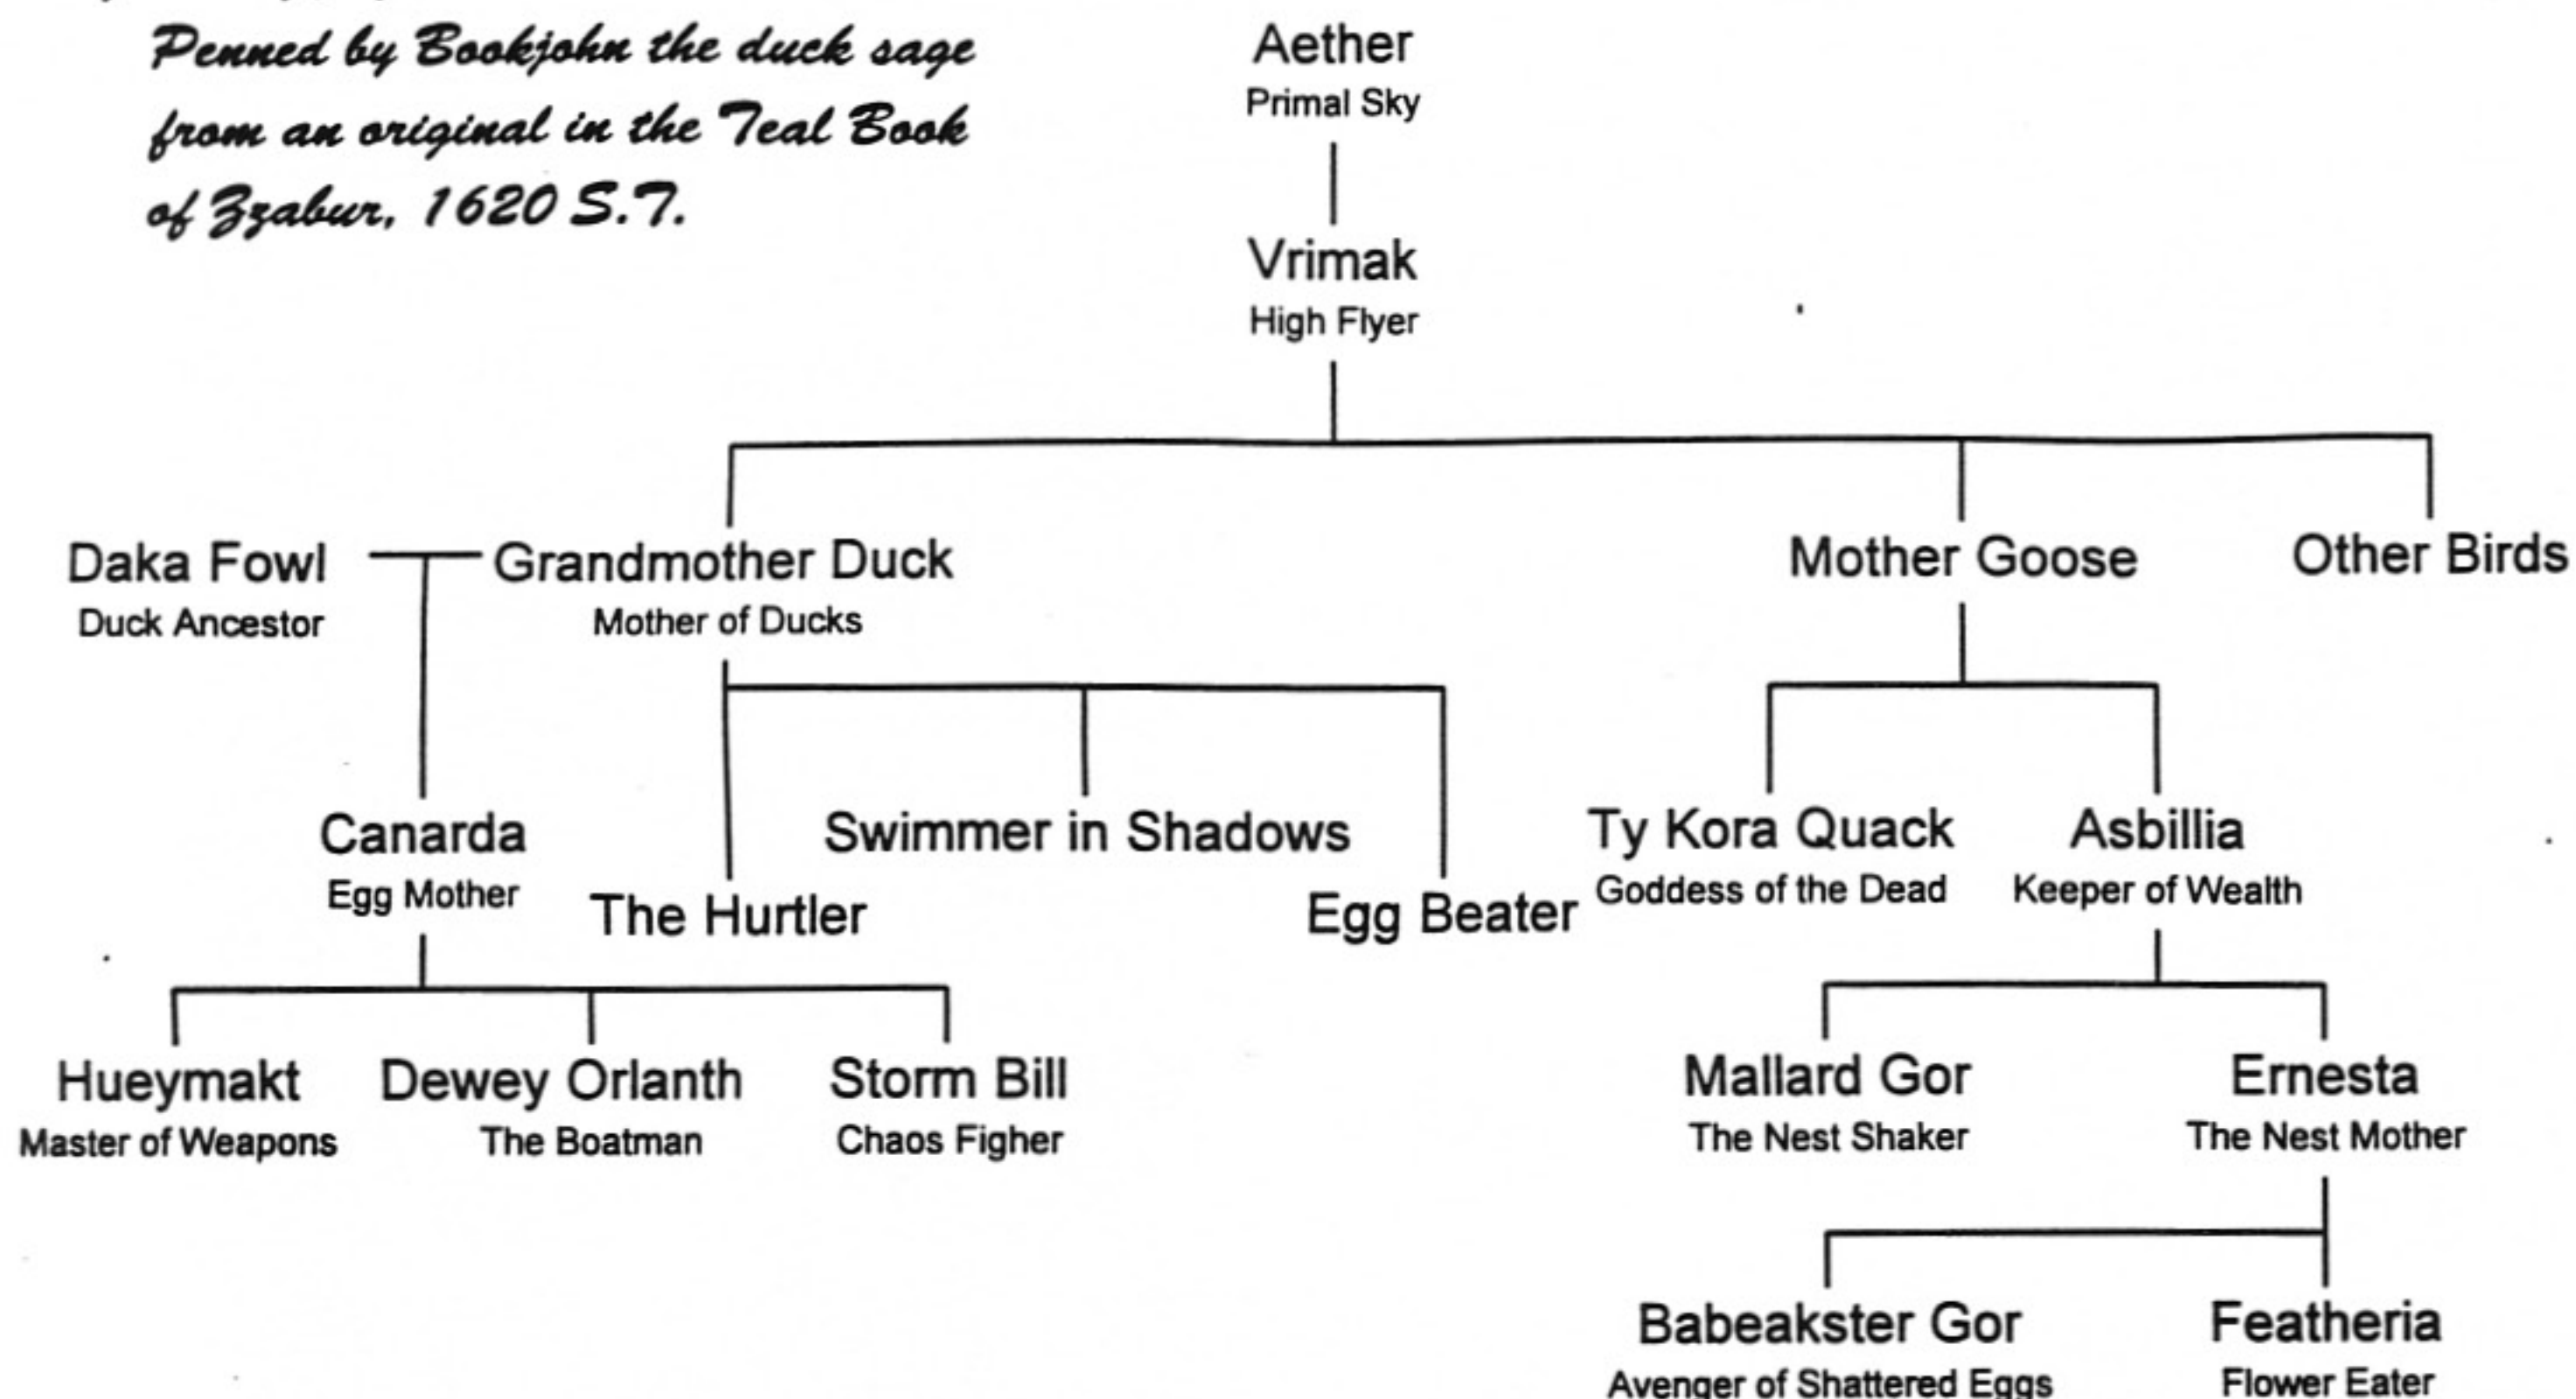 Penned by Bookjohn the duck sage
from an original in the Teal Book
of Zzabur, 1620 S.T.
Aether
Primal Sky
Vrimak
High Flyer
Daka Fowl
Duck Ancestor
Grandmother Duck
Mother of Ducks
Mother Goose
Other Birds
Canarda
Egg Mother
The Hurtler
Swimmer in Shadows
Egg Beater
Ty Kora Quack
Goddess of the Dead
Asbillia
Keeper of Wealth
Hueymakt
Master of Weapons
Dewey Orlanth
The Boatman
Storm Bill
Chaos Figher
Mallard Gor
The Nest Shaker
Ernesta
The Nest Mother
Babeakster Gor
Avenger of Shattered Eggs
Featheria
Flower Eater